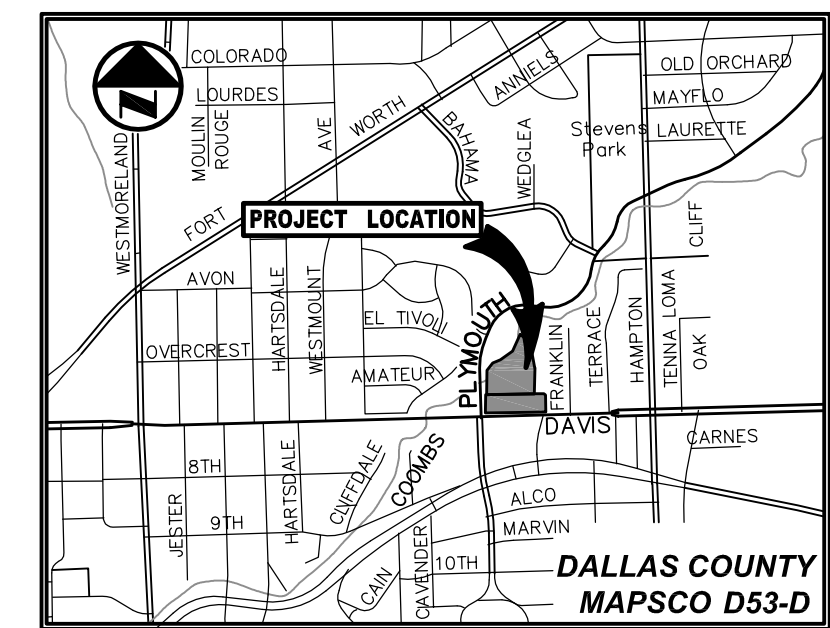 COLORADO
LOURDES
MOULIN
ROUGE
WESTMORELAND
AVE
FORT
WORTH
ANNIELS
BAHAMA
WEDGLEA
Stevens
Park
OLD ORCHARD
MAYFLO
LAURETTE
CLIFF
PROJECT LOCATION
AVON
HARTSDALE
WESTMOUNT
EL TIVOLI
OVERCREST
AMATEUR
PLYMOUTH
FRANKLIN
TERRACE
HAMPTON
TENNA LOMA
OAK
DAVIS
CARNES
8TH
9TH
JESTER
HARTSDALE
CLIFFDALE
COOMBS
ALCO
MARVIN
10TH
CAVENDER
CAIN
N
DALLAS COUNTY
MAPSCO D53-D